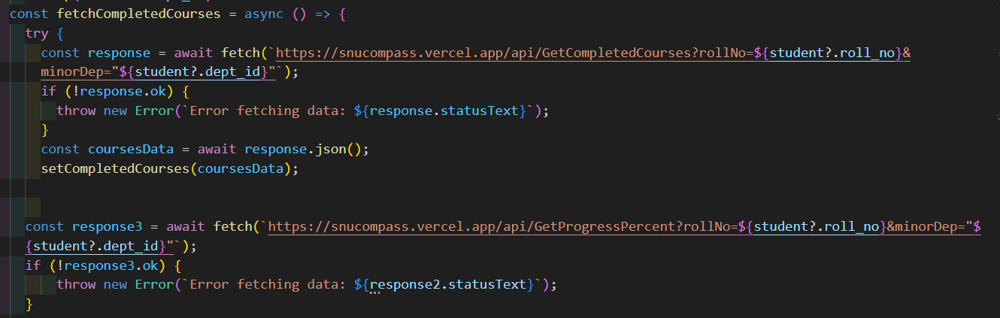 const fetchCompletedCourses = async () => {
try {
const response = await fetch(`https://snucompass.vercel.app/api/GetCompletedCourses?rollNo=${student?.roll_no}&
minorDep="${student?.dept_id}"`);
if (!response.ok) {
throw new Error(`Error fetching data: ${response.statusText}`);
}
const coursesData = await response.json();
setCompletedCourses(coursesData);
const response3 = await fetch(`https://snucompass.vercel.app/api/GetProgressPercent?rollNo=${student?.roll_no}&minorDep="$
{student?.dept_id}"`);
if (!response3.ok) {
throw new Error(`Error fetching data: ${response2.statusText}`);
}